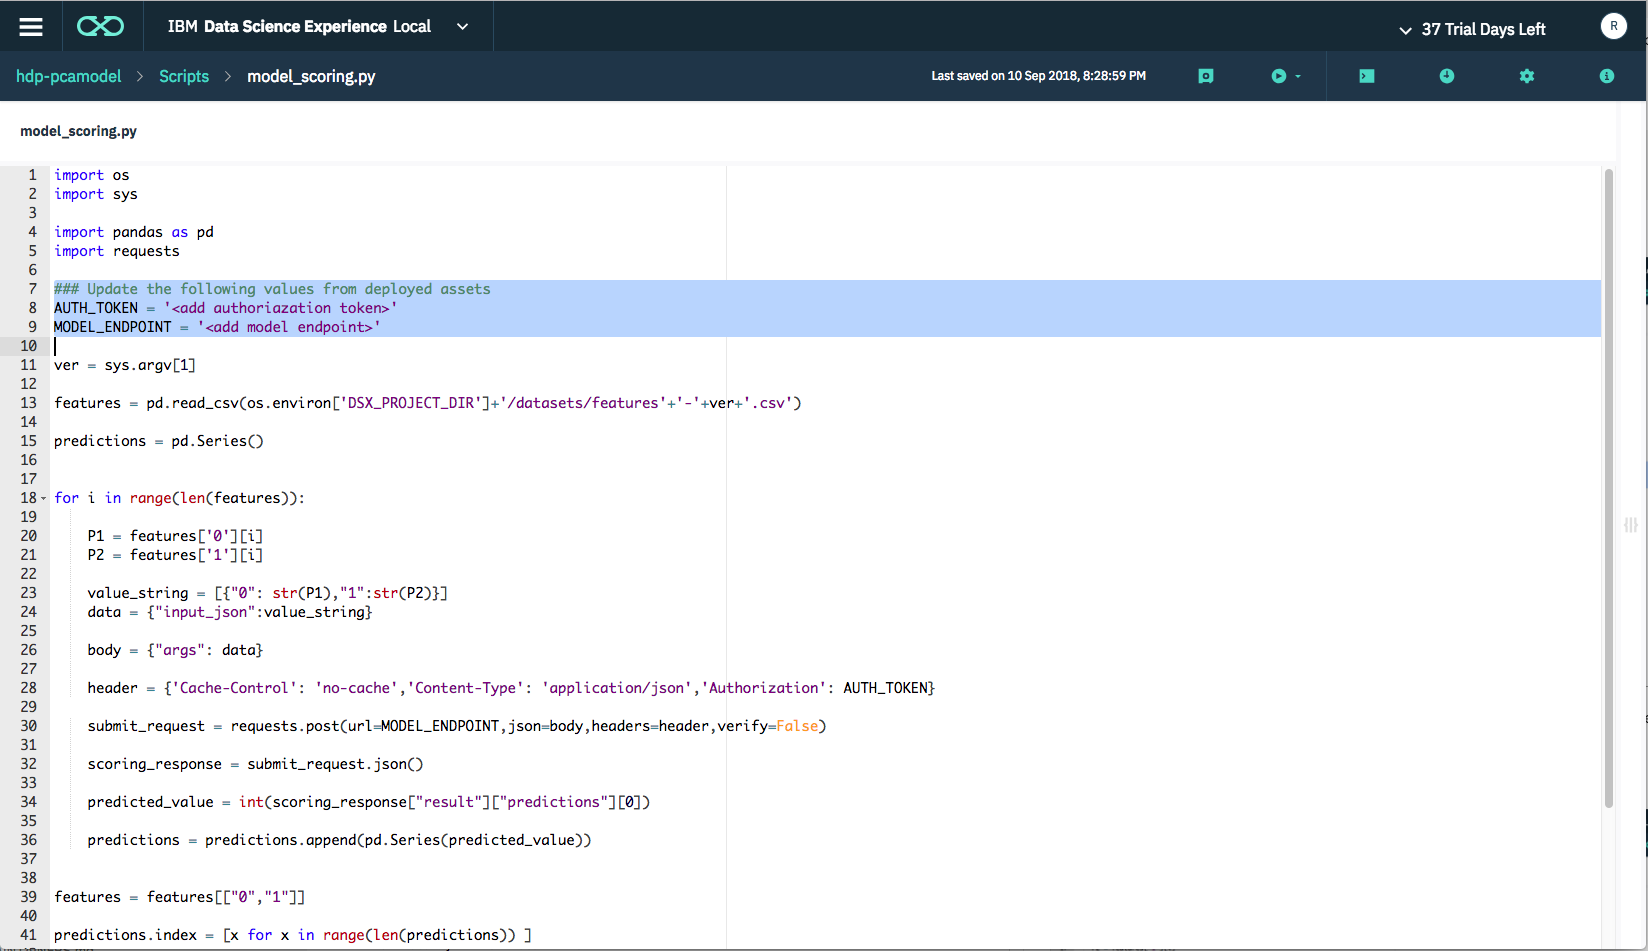 IBM Data Science Experience Local
37 Trial Days Left
R
hdp-pcamodel > Scripts > model_scoring.py
Last saved on 10 Sep 2018, 8:28:59 PM
model_scoring.py
1 import os
2 import sys
3
4 import pandas as pd
5 import requests
6
7 ### Update the following values from deployed assets
8 AUTH_TOKEN = '<add authoriazation token>'
9 MODEL_ENDPOINT = '<add model endpoint>'
10
11 ver = sys.argv[1]
12
13 features = pd.read_csv(os.environ['DSX_PROJECT_DIR']+'/datasets/features'+'-'+ver+'.csv')
14
15 predictions = pd.Series()
16
17
18 for i in range(len(features)):
19
20 P1 = features['0'][i]
21 P2 = features['1'][i]
22
23 value_string = [{"0": str(P1),"1":str(P2)}]
24 data = {"input_json":value_string}
25
26 body = {"args": data}
27
28 header = {'Cache-Control': 'no-cache','Content-Type': 'application/json','Authorization': AUTH_TOKEN}
29
30 submit_request = requests.post(url=MODEL_ENDPOINT,json=body,headers=header,verify=False)
31
32 scoring_response = submit_request.json()
33
34 predicted_value = int(scoring_response["result"]["predictions"][0])
35
36 predictions = predictions.append(pd.Series(predicted_value))
37
38
39 features = features[["0","1"]]
40
41 predictions.index = [x for x in range(len(predictions)) ]